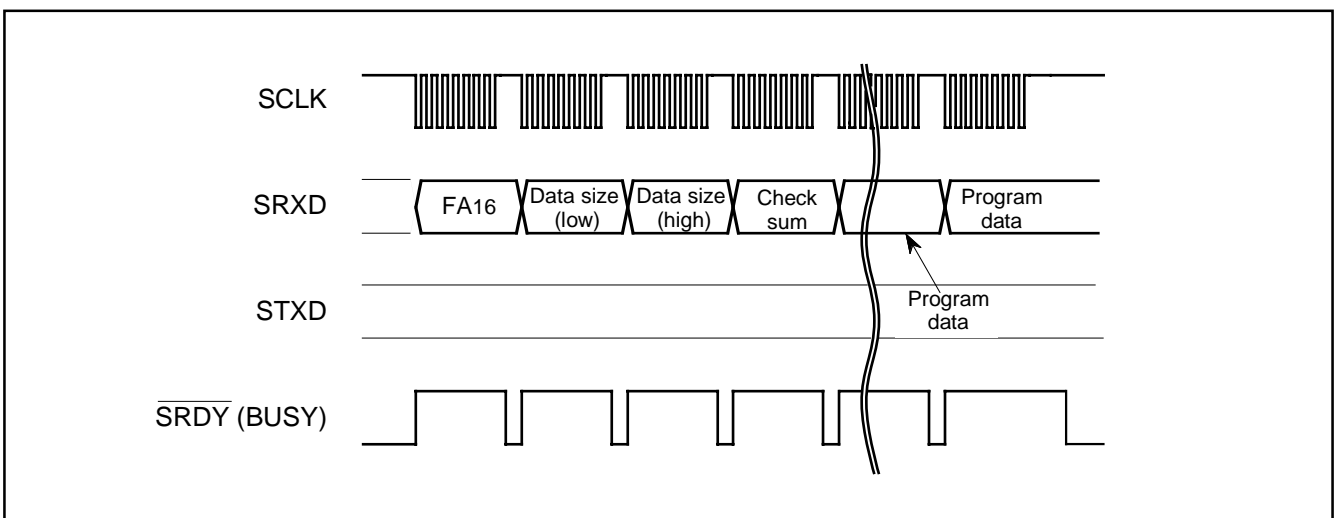 SCLK
SRXD
FA16
Data size
(low)
Data size
(high)
Check
sum
Program
data
STXD
Program
data
SRDY (BUSY)